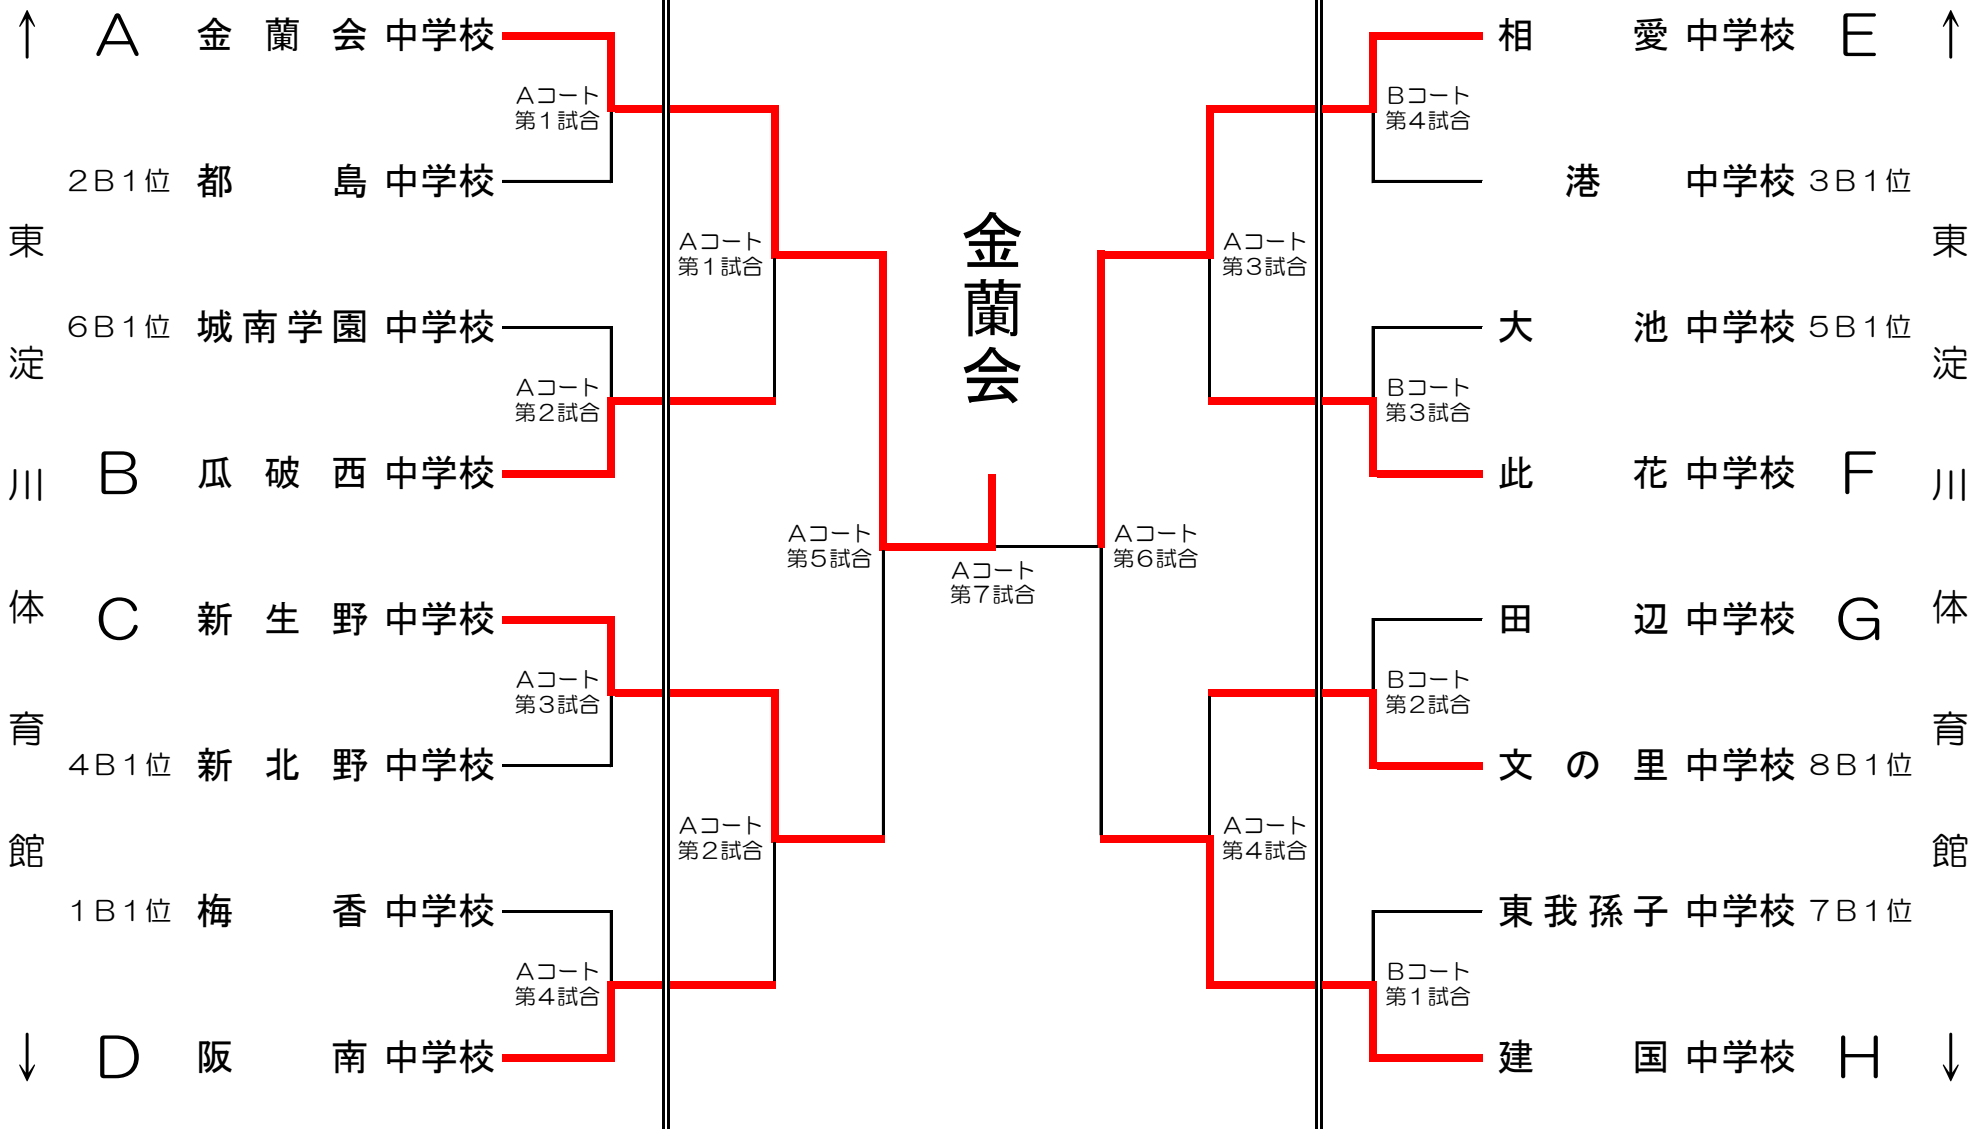 ↑
東淀川体育館
↓
A 金蘭会中学校
2B1位 都島中学校
6B1位 城南学園中学校
B 瓜破西中学校
C 新生野中学校
4B1位 新北野中学校
1B1位 梅香中学校
D 阪南中学校
Aコート
第1試合
Aコート
第2試合
Aコート
第3試合
Aコート
第4試合
Aコート
第1試合
Aコート
第2試合
Aコート
第5試合
金蘭会
Aコート
第7試合
Aコート
第6試合
Aコート
第3試合
Aコート
第4試合
Bコート
第4試合
Bコート
第3試合
Bコート
第2試合
Bコート
第1試合
相愛中学校 E
港中学校 3B1位
大池中学校 5B1位
此花中学校 F
田辺中学校 G
文の里中学校 8B1位
東我孫子中学校 7B1位
建国中学校 H
↑
東淀川体育館
↓